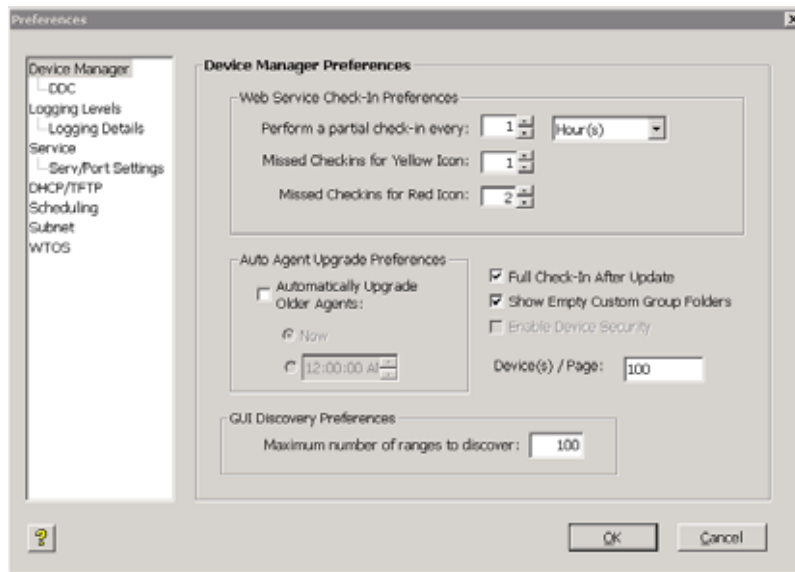 Preferences
Device Manager
DDC
Logging Levels
Logging Details
Service
Serv/Port Settings
DHCP/TFTP
Scheduling
Subnet
WTOS
Device Manager Preferences
Web Service Check-In Preferences
Perform a partial check-in every: 1 Hour(s)
Missed Checkins for Yellow Icon: 1
Missed Checkins for Red Icon: 2
Auto Agent Upgrade Preferences
Automatically Upgrade
Older Agents:
Now
12:00:00 AM
Full Check-In After Update
Show Empty Custom Group Folders
Enable Device Security
Device(s) / Page: 100
GUI Discovery Preferences
Maximum number of ranges to discover: 100
?
OK
Cancel